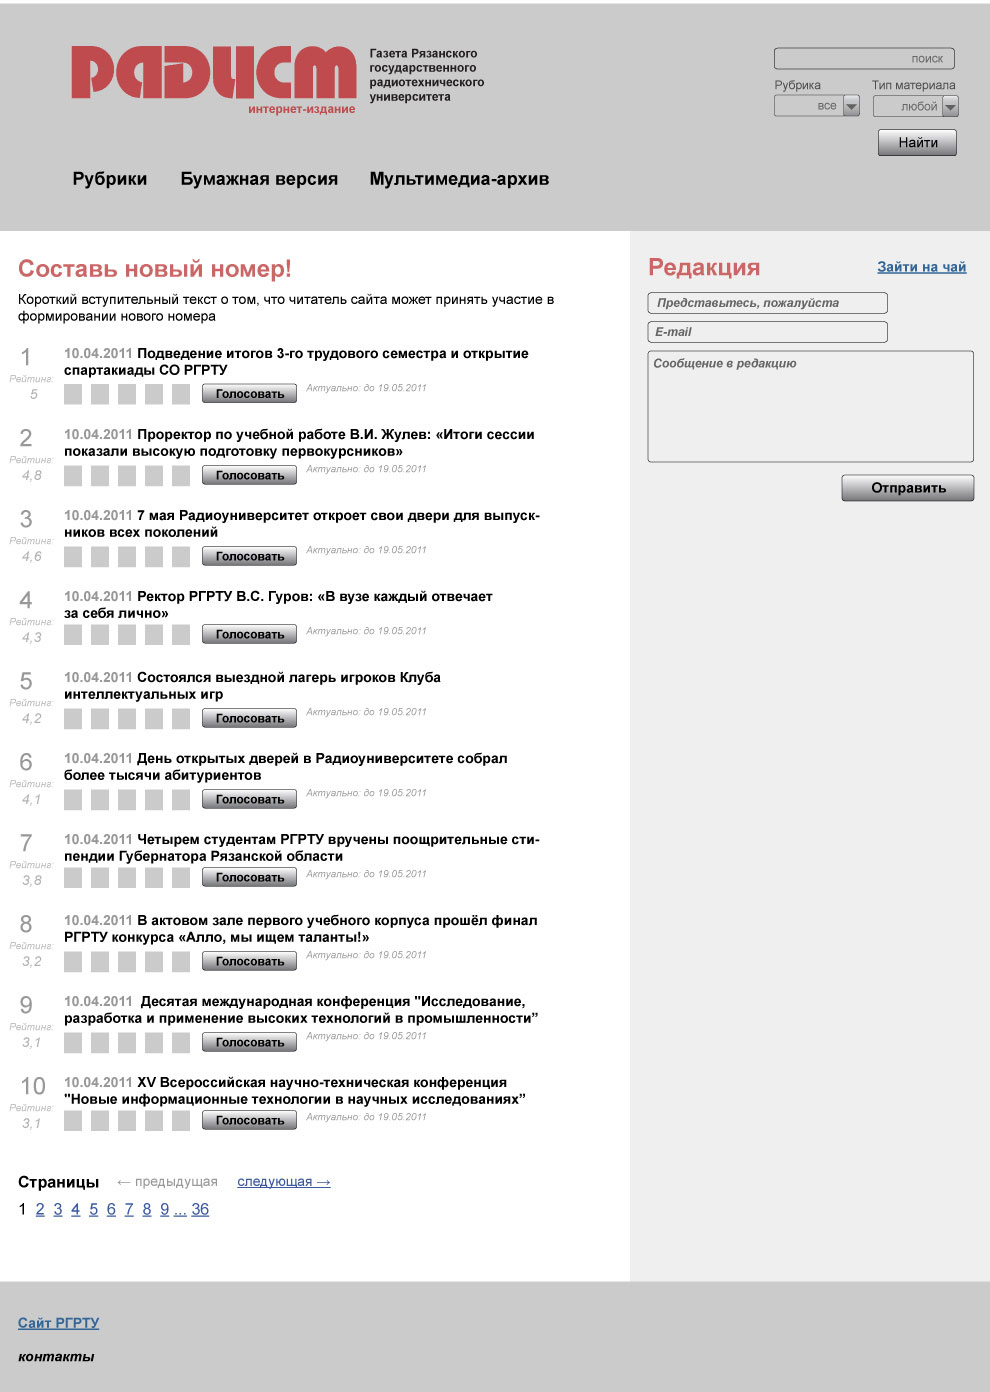 РАДИСТ
интернет-издание
Газета Рязанского
государственного
радиотехнического
университета
поиск
Рубрика
Тип материала
все
любой
Найти
Рубрики
Бумажная версия
Мультимедиа-архив
Составь новый номер!
Короткий вступительный текст о том, что читатель сайта может принять участие в
формировании нового номера
1
Рейтинг:
5
10.04.2011 Подведение итогов 3-го трудового семестра и открытие
спартакиады СО РГРТУ
Голосовать
Актуально: до 19.05.2011
2
Рейтинг:
4,8
10.04.2011 Проректор по учебной работе В.И. Жулев: «Итоги сессии
показали высокую подготовку первокурсников»
Голосовать
Актуально: до 19.05.2011
3
Рейтинг:
4,6
10.04.2011 7 мая Радиоуниверситет откроет свои двери для выпуск-
ников всех поколений
Голосовать
Актуально: до 19.05.2011
4
Рейтинг:
4,3
10.04.2011 Ректор РГРТУ В.С. Гуров: «В вузе каждый отвечает
за себя лично»
Голосовать
Актуально: до 19.05.2011
5
Рейтинг:
4,2
10.04.2011 Состоялся выездной лагерь игроков Клуба
интеллектуальных игр
Голосовать
Актуально: до 19.05.2011
6
Рейтинг:
4,1
10.04.2011 День открытых дверей в Радиоуниверситете собрал
более тысячи абитуриентов
Голосовать
Актуально: до 19.05.2011
7
Рейтинг:
3,8
10.04.2011 Четырем студентам РГРТУ вручены поощрительные сти-
пендии Губернатора Рязанской области
Голосовать
Актуально: до 19.05.2011
8
Рейтинг:
3,2
10.04.2011 В актовом зале первого учебного корпуса прошёл финал
РГРТУ конкурса «Алло, мы ищем таланты!»
Голосовать
Актуально: до 19.05.2011
9
Рейтинг:
3,1
10.04.2011 Десятая международная конференция "Исследование,
разработка и применение высоких технологий в промышленности”
Голосовать
Актуально: до 19.05.2011
10
Рейтинг:
3,1
10.04.2011 XV Всероссийская научно-техническая конференция
"Новые информационные технологии в научных исследованиях”
Голосовать
Актуально: до 19.05.2011
Страницы ← предыдущая следующая →
1 2 3 4 5 6 7 8 9 ... 36
Редакция
Зайти на чай
Представьтесь, пожалуйста
E-mail
Сообщение в редакцию
Отправить
Сайт РГРТУ
контакты